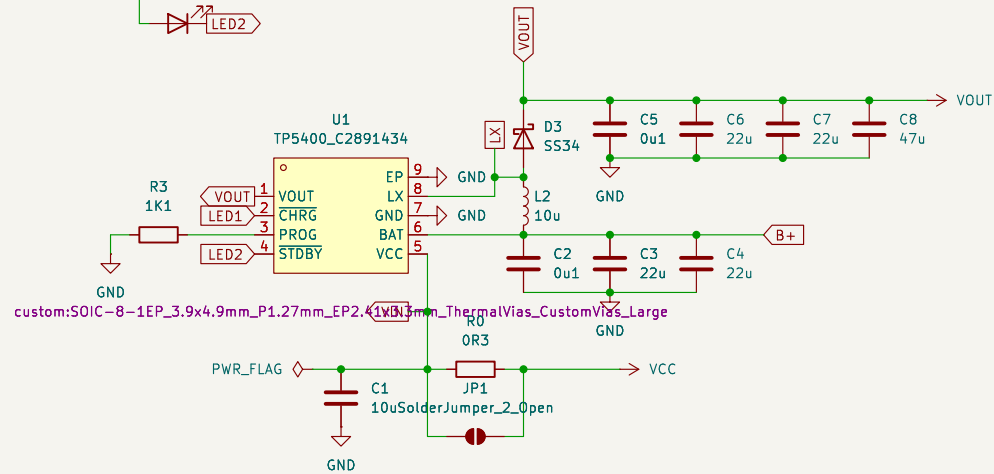 LED2
VOUT
VOUT
U1
TP5400_C2891434
LX
D3
SS34
C5
0u1
C6
22u
C7
22u
C8
47u
GND
R3
1K1
VOUT
LED1
LED2
1
2
3
4
VOUT
CHRG
PROG
STDBY
EP
LX
GND
BAT
VCC
9
8
7
6
5
GND
GND
L2
10u
B+
C2
0u1
C3
22u
C4
22u
GND
GND
custom:SOIC-8-1EP_3.9x4.9mm_P1.27mm_EP2.41x3.3mm_ThermalVias_CustomVias_Large
VIN
R0
0R3
PWR_FLAG
VCC
C1
10u
JP1
SolderJumper_2_Open
GND